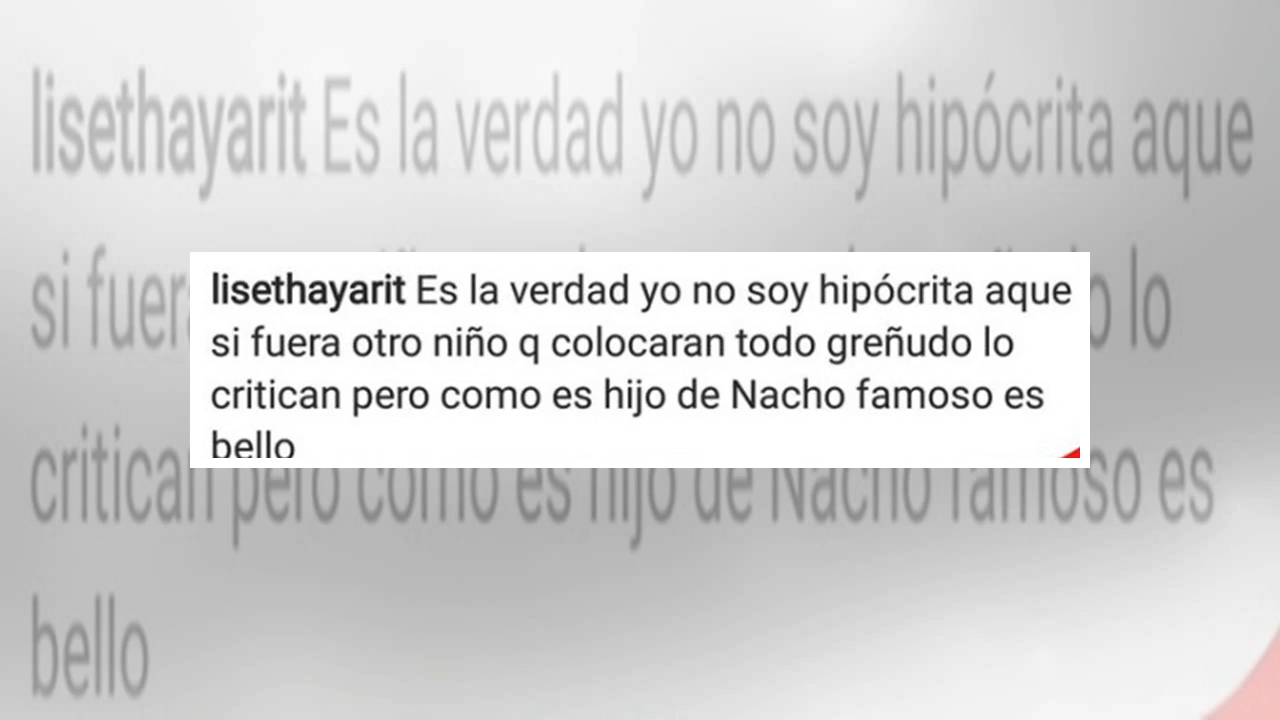 lisethayarit Es la verdad yo no soy hipócrita aque
si fuera otro niño q colocaran todo greñudo lo
critican pero como es hijo de Nacho famoso es
bello